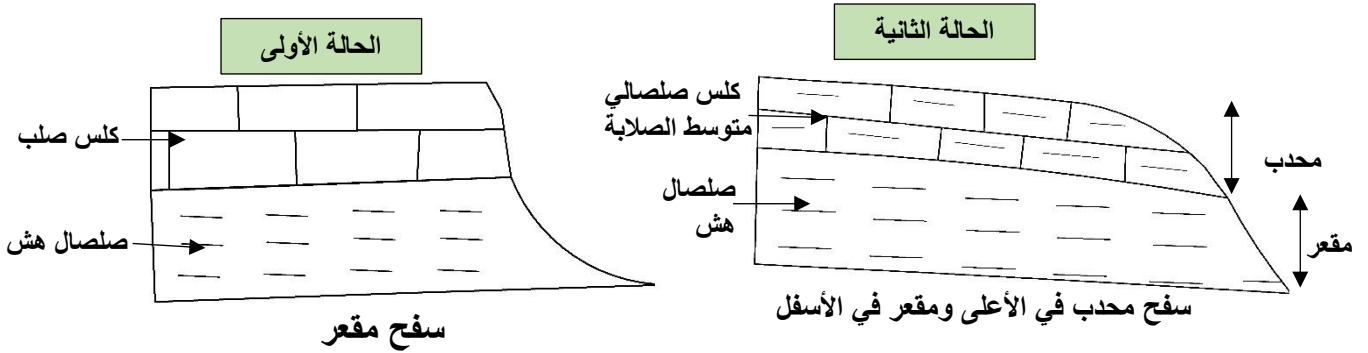 الحالة الثانية
كلس صلصالي
متوسط الصلابة
محدب
صلصال
هش
مقعر
سفح محدب في الأعلى ومقعر في الأسفل
الحالة الأولى
كلس صلب
صلصال هش
سفح مقعر